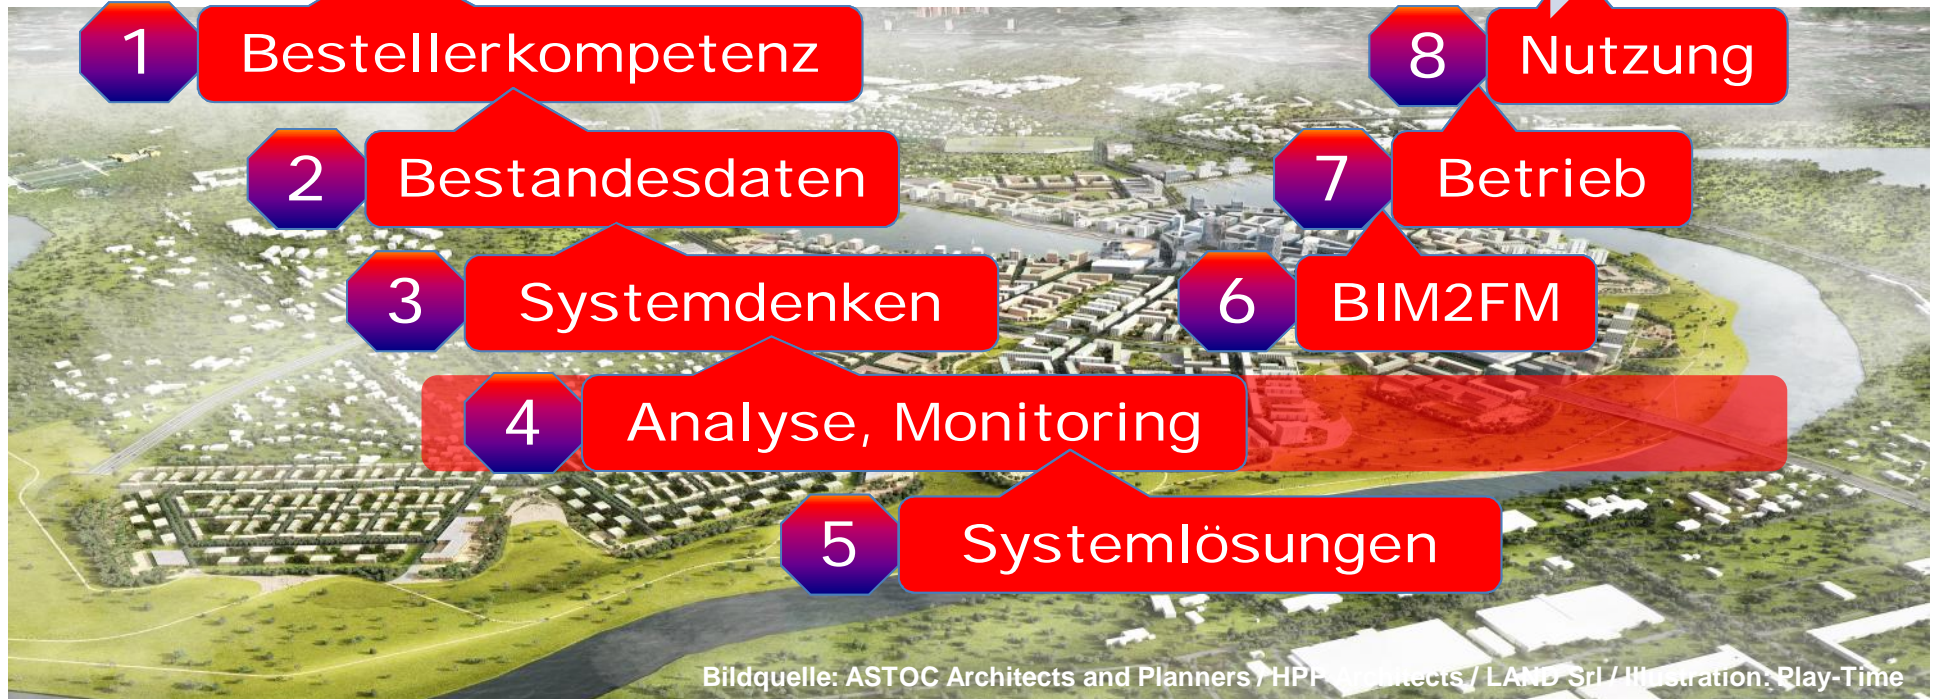 1 Bestellerkompetenz
2 Bestandesdaten
3 Systemdenken
4 Analyse, Monitoring
5 Systemlösungen
6 BIM2FM
7 Betrieb
8 Nutzung
Bildquelle: ASTOC Architects and Planners / HPP Architects / LAND Srl / Illustration: Play-Time